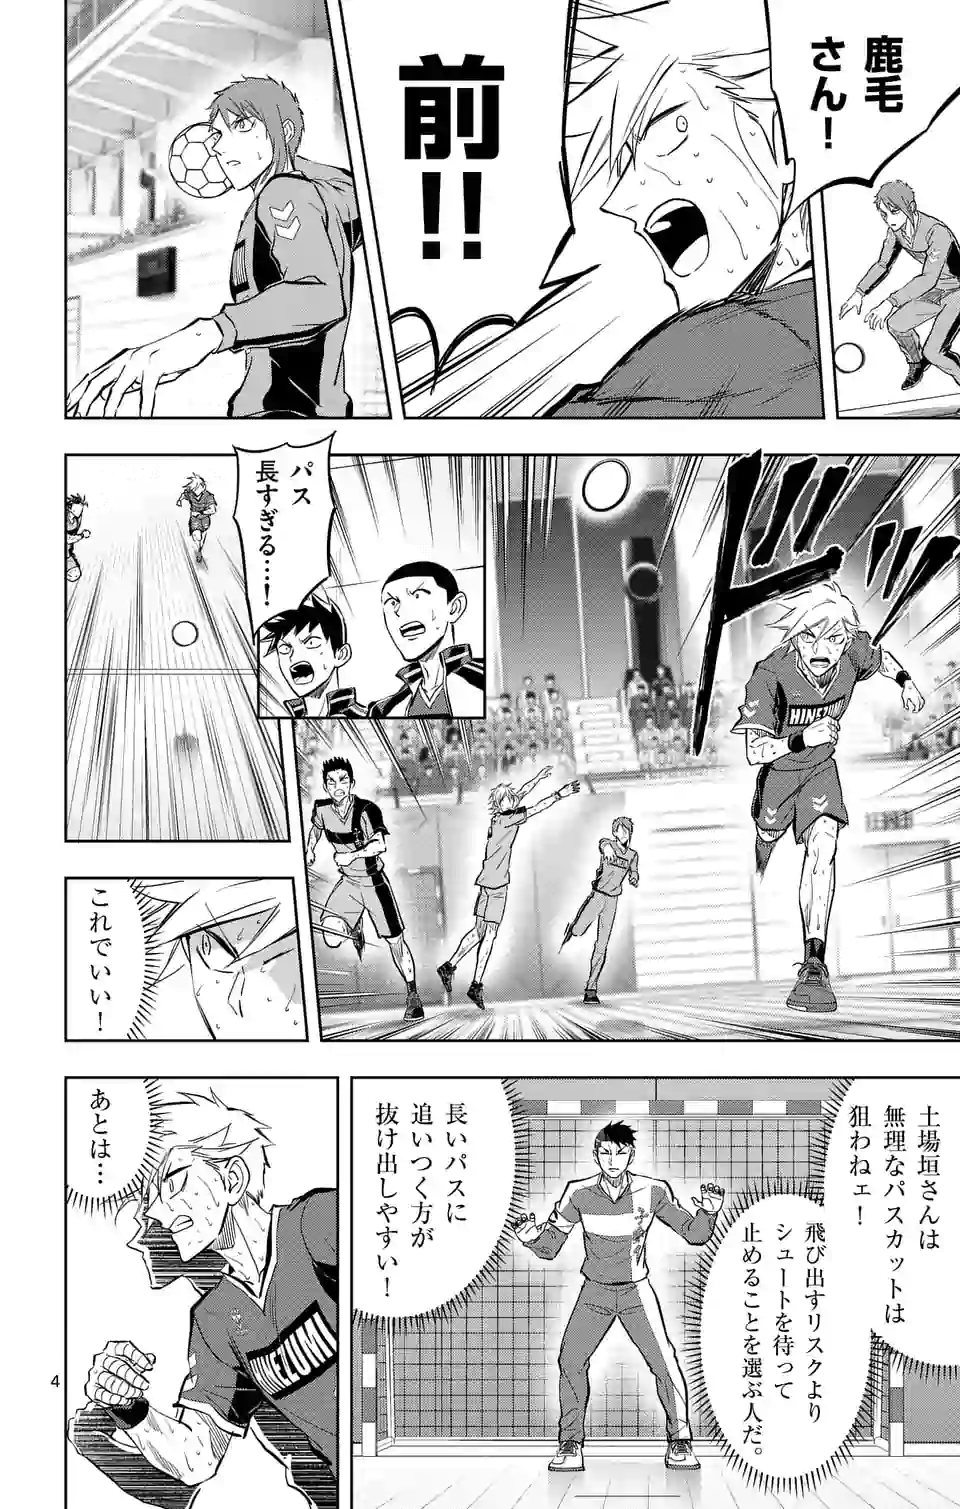 鹿毛
さん!
前!!
ドドッ
HINEZUMI
パス
長すぎる…!
これでいい!
土場垣さんは
無理なパスカットは
狙わねェ!
飛び出すリスクより
シュートを待って
止めることを選ぶ人だ。
長いパスに
追いつく方が
抜け出しやすい!
あとは…
HINEZUMI
4